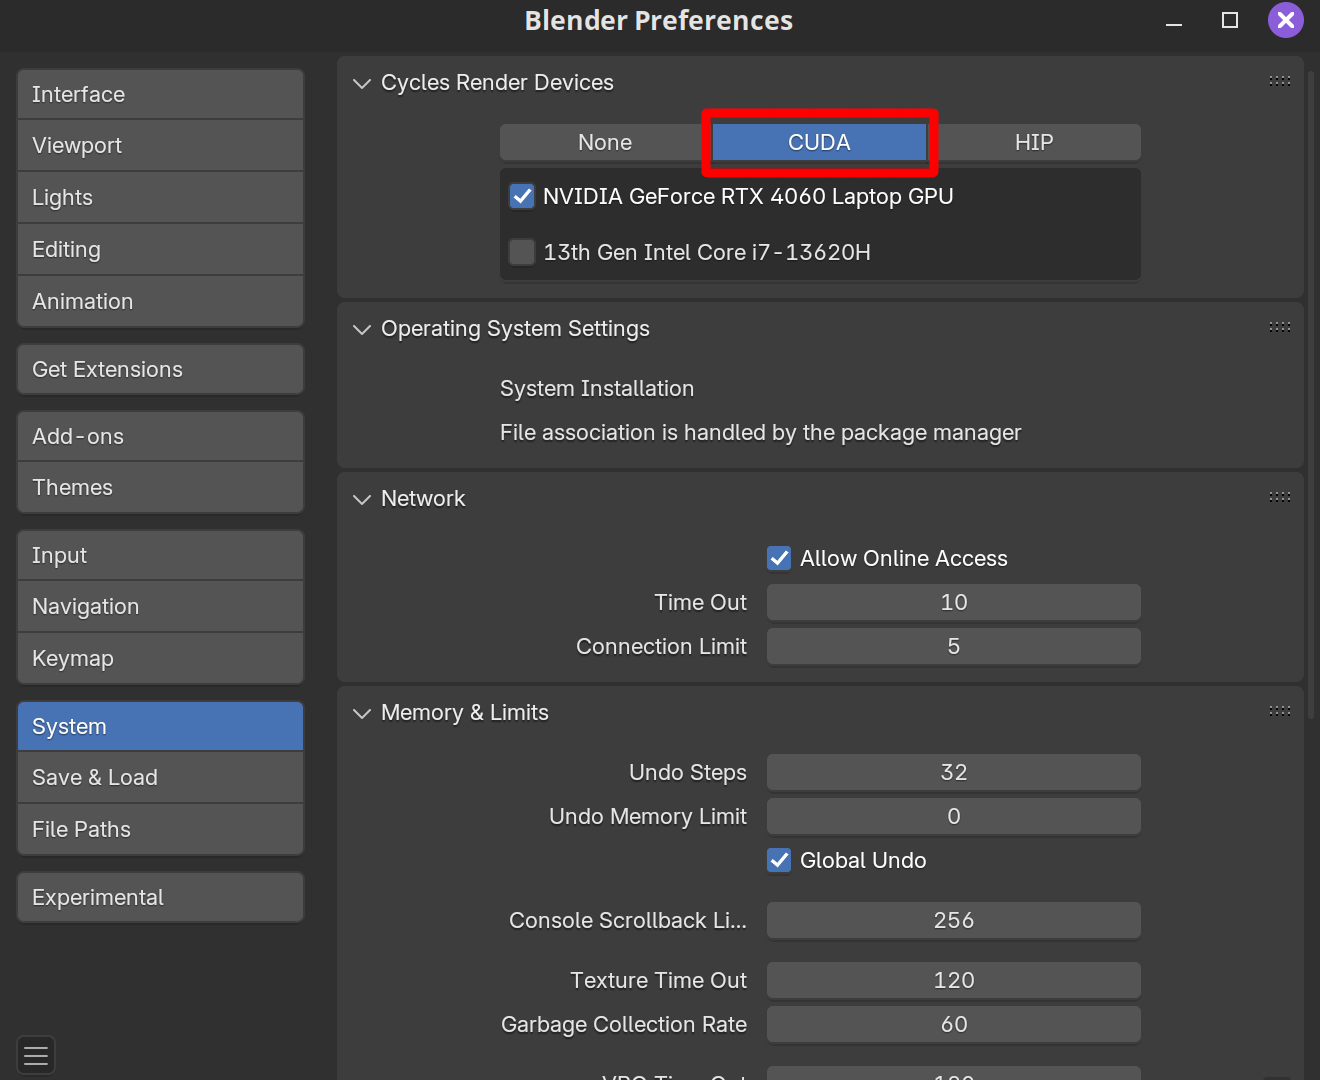 Blender Preferences
Interface
Viewport
Lights
Editing
Animation
Get Extensions
Add-ons
Themes
Input
Navigation
Keymap
System
Save & Load
File Paths
Experimental
Cycles Render Devices
None CUDA HIP
NVIDIA GeForce RTX 4060 Laptop GPU
13th Gen Intel Core i7-13620H
Operating System Settings
System Installation
File association is handled by the package manager
Network
Allow Online Access
Time Out 10
Connection Limit 5
Memory & Limits
Undo Steps 32
Undo Memory Limit 0
Global Undo
Console Scrollback Li... 256
Texture Time Out 120
Garbage Collection Rate 60